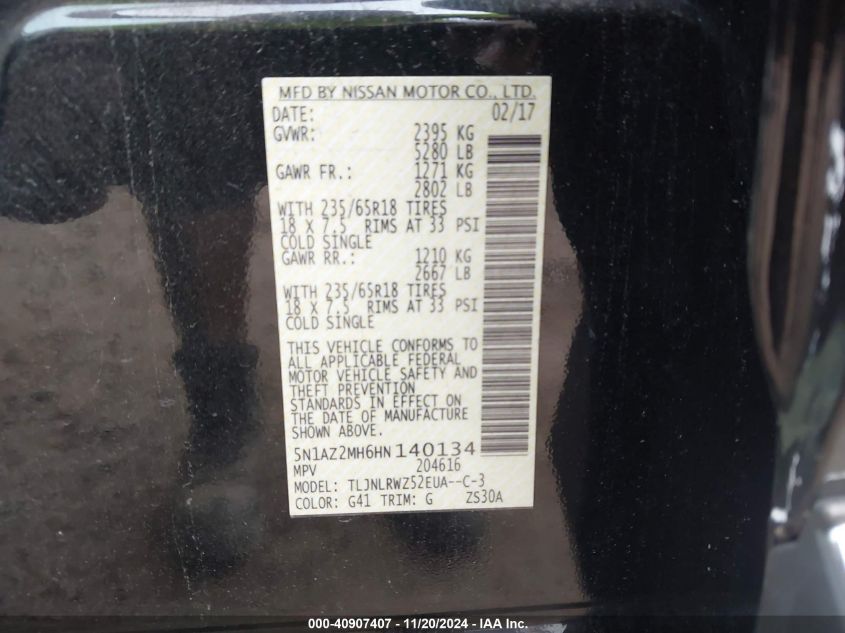 MFD BY NISSAN MOTOR CO., LTD.
DATE: 02/17
GVWR: 2395 KG
5280 LB
GAWR FR.: 1271 KG
2802 LB
WITH 235/65R18 TIRES
18 X 7.5 RIMS AT 33 PSI
COLD SINGLE
GAWR RR.: 1210 KG
2667 LB
WITH 235/65R18 TIRES
18 X 7.5 RIMS AT 33 PSI
COLD SINGLE
THIS VEHICLE CONFORMS TO
ALL APPLICABLE FEDERAL
MOTOR VEHICLE SAFETY AND
THEFT PREVENTION
STANDARDS IN EFFECT ON
THE DATE OF MANUFACTURE
SHOWN ABOVE.
5N1AZ2MH6HN140134
MPV 204616
MODEL: TLJNLRWZ52EUA--C-3
COLOR: G41 TRIM: G ZS30A
000-40907407 - 11/20/2024 - IAA Inc.